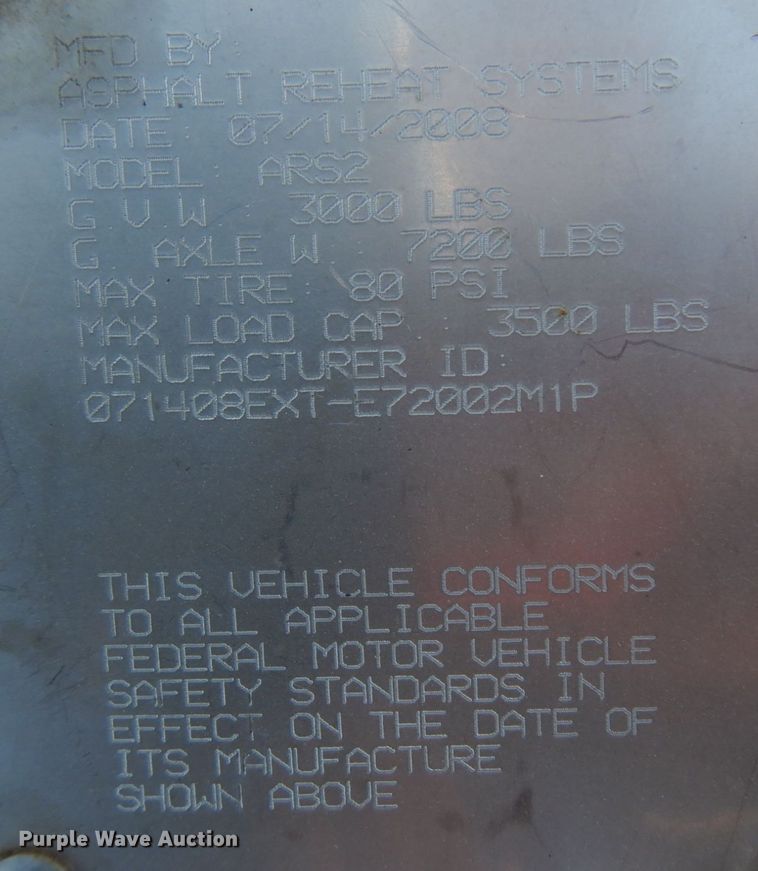 MFD BY:
ASPHALT REHEAT SYSTEMS
DATE: 07/14/2008
MODEL: ARS2
G.V.W. 3000 LBS
G. AXLE W. 7200 LBS
MAX TIRE: 80 PSI
MAX LOAD CAP. 3500 LBS
MANUFACTURER ID:
071408EXT-E72002M1P
THIS VEHICLE CONFORMS
TO ALL APPLICABLE
FEDERAL MOTOR VEHICLE
SAFETY STANDARDS IN
EFFECT ON THE DATE OF
ITS MANUFACTURE
SHOWN ABOVE
Purple Wave Auction